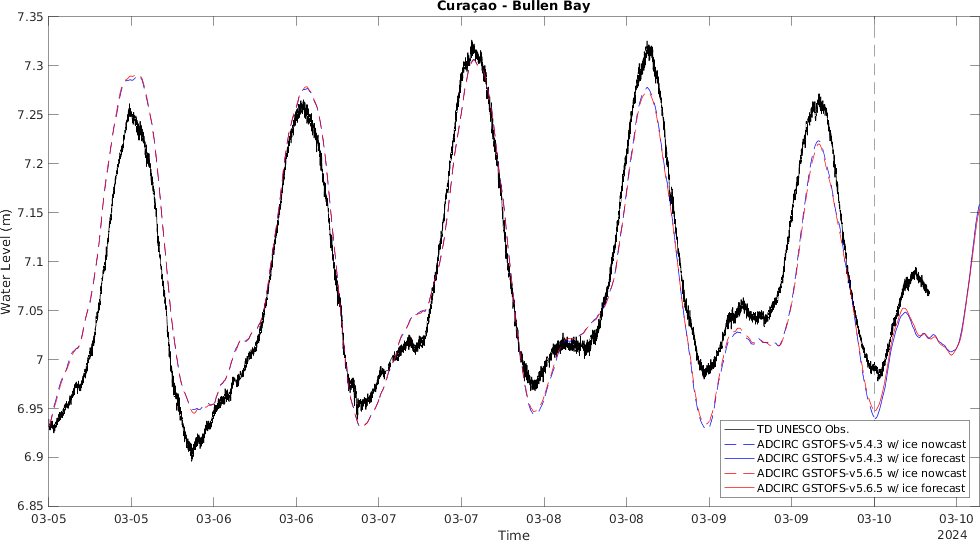 Curaçao - Bullen Bay
7.35
7.3
7.25
7.2
7.15
7.1
7.05
7
6.95
6.9
6.85
Water Level (m)
03-05 03-05 03-06 03-06 03-07 03-07 03-08 03-08 03-09 03-09 03-10 03-10
2024
Time
TD UNESCO Obs.
ADCIRC GSTOFS-v5.4.3 w/ ice nowcast
ADCIRC GSTOFS-v5.4.3 w/ ice forecast
ADCIRC GSTOFS-v5.6.5 w/ ice nowcast
ADCIRC GSTOFS-v5.6.5 w/ ice forecast